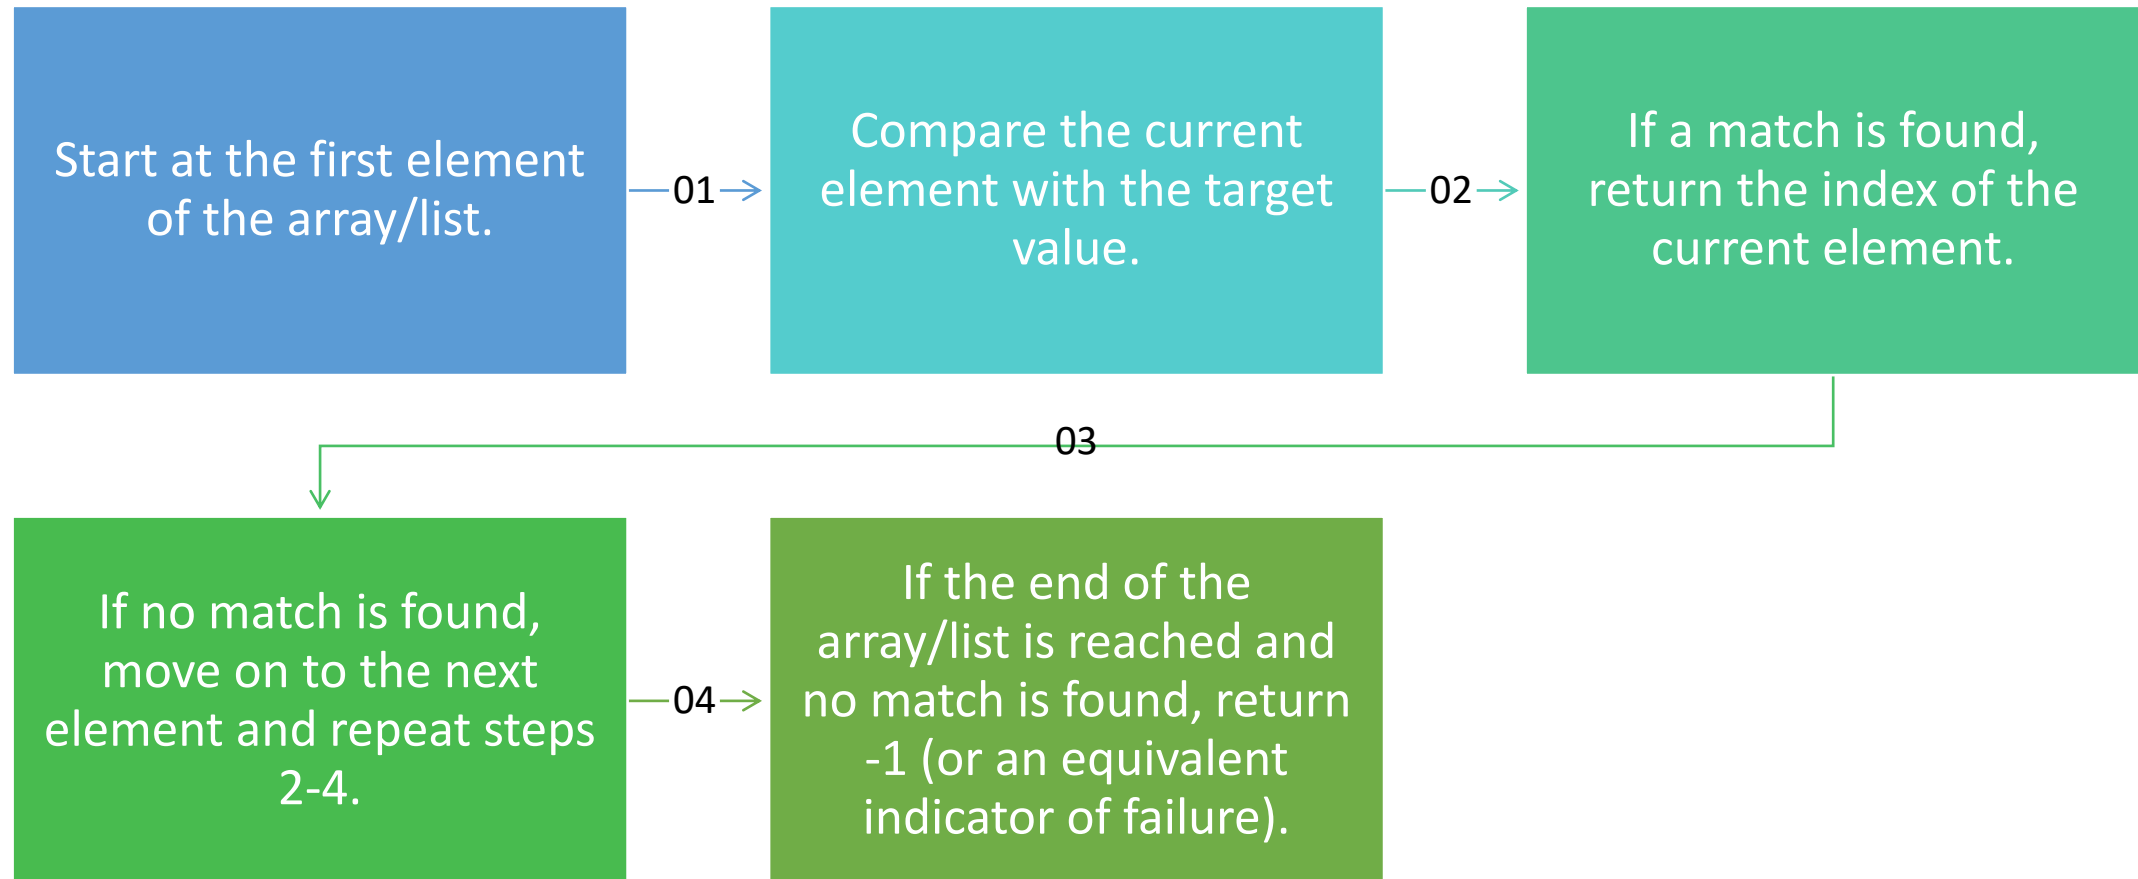 Start at the first element
of the array/list.
01
Compare the current
element with the target
value.
02
If a match is found,
return the index of the
current element.
03
If no match is found,
move on to the next
element and repeat steps
2-4.
04
If the end of the
array/list is reached and
no match is found, return
-1 (or an equivalent
indicator of failure).